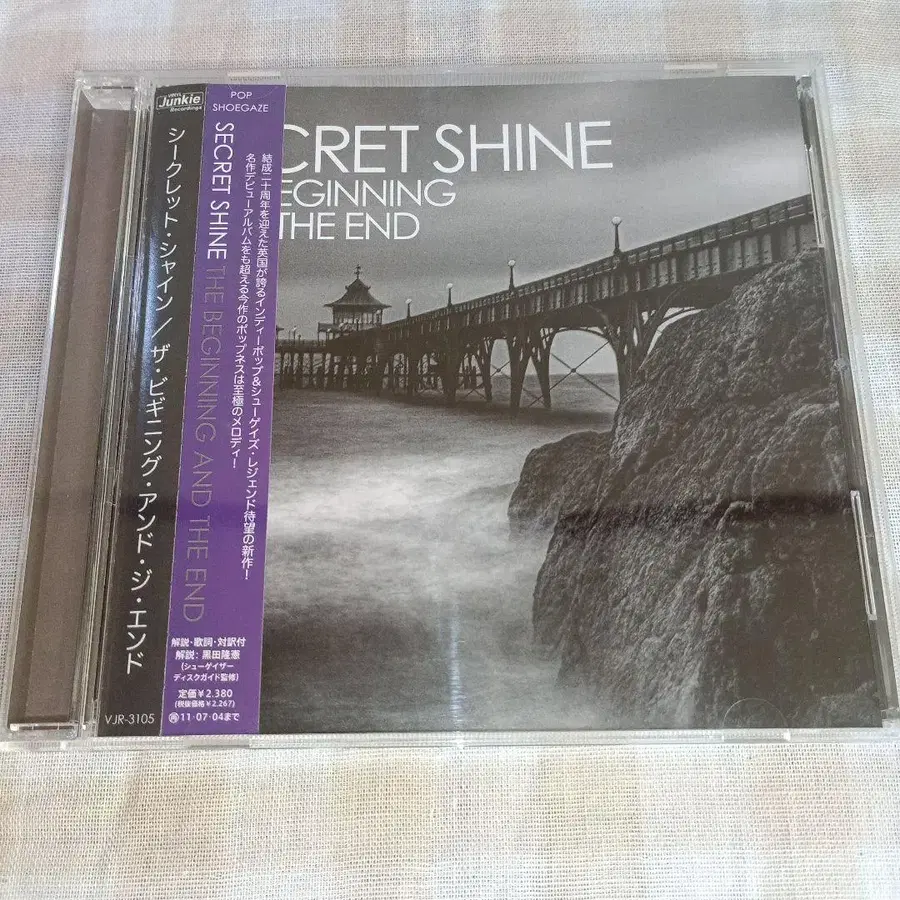 VINYL
Junkie
Recordings
シークレット・シャイン／ザ・ビギニング・アンド・ジ・エンド
VJR-3105
POP
SHOEGAZE
SECRET SHINE THE BEGINNING AND THE END
結成二十周年を迎えた英国が誇るインディーポップ&シューゲイズ・レジェンド待望の新作!
名作デビューアルバムをも超える今作のポップネスは至極のメロディ!
解説・歌詞・対訳付
解説: 黒田隆憲
(シューゲイザー
ディスクガイド監修)
定価¥2.380
(税抜価格¥2.267)
再11・07・04まで
CRET SHINE
EGINNING
THE END